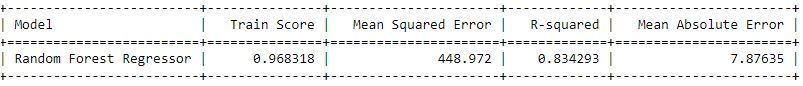 | Model | Train Score | Mean Squared Error | R-squared | Mean Absolute Error |
| Random Forest Regressor | 0.968318 | 448.972 | 0.834293 | 7.87635 |